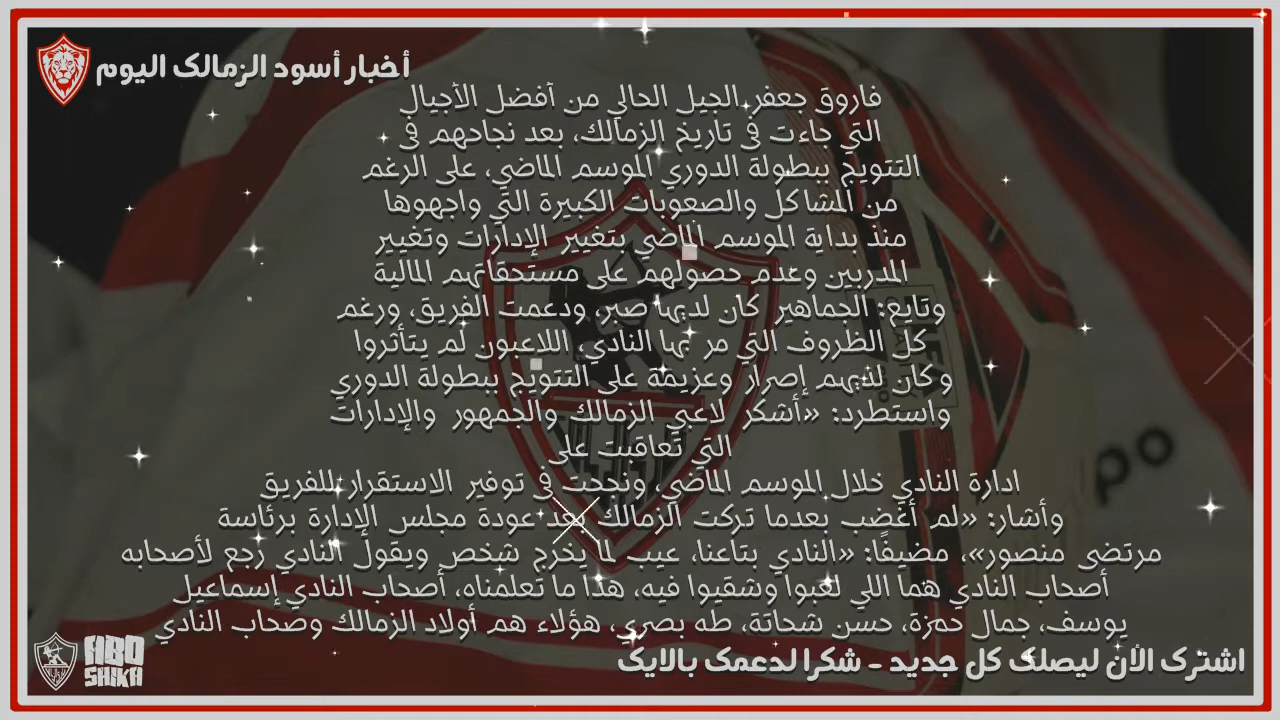 أخبار أسود الزمالك اليوم
فاروق جعفر الجيل الحالي من أفضل الأجيال
التي جاءت في تاريخ الزمالك، بعد نجاحهم في
التتويج ببطولة الدوري الموسم الماضي، على الرغم
من المشاكل والصعوبات الكبيرة التي واجهوها
منذ بداية الموسم الماضي بتغيير الإدارات وتغيير
المدربين وعدم حصولهم على مستحقاتهم المالية
وتابع: الجماهير كان لديها صبر، ودعمت الفريق، ورغم
كل الظروف التي مر بها النادي، اللاعبون لم يتأثروا
وكان لديهم إصرار وعزيمة على التتويج ببطولة الدوري
واستطرد: «أشكر لاعبي الزمالك والجمهور والإدارات
التي تعاقبت على
ادارة النادي خلال الموسم الماضي، ونجحت في توفير الاستقرار للفريق
وأشار: «لم أغضب بعدما تركت الزمالك بعد عودة مجلس الإدارة برئاسة
مرتضى منصور»، مضيفًا: «النادي بتاعنا، عيب لما يخرج شخص ويقول النادي رجع لأصحابه
أصحاب النادي هما اللي لعبوا وشقيوا فيه، هذا ما تعلمناه، أصحاب النادي إسماعيل
يوسف، جمال حمزة، حسن شحاتة، طه بصري، هؤلاء هم أولاد الزمالك وصحاب النادي
اشترك الأن ليصلك كل جديد - شكرا لدعمك بالايك
ABO
SHIKA
po